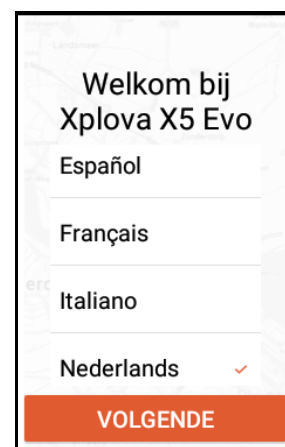 Welkom bij
Xplova X5 Evo
Español
Français
Italiano
Nederlands
VOLGENDE